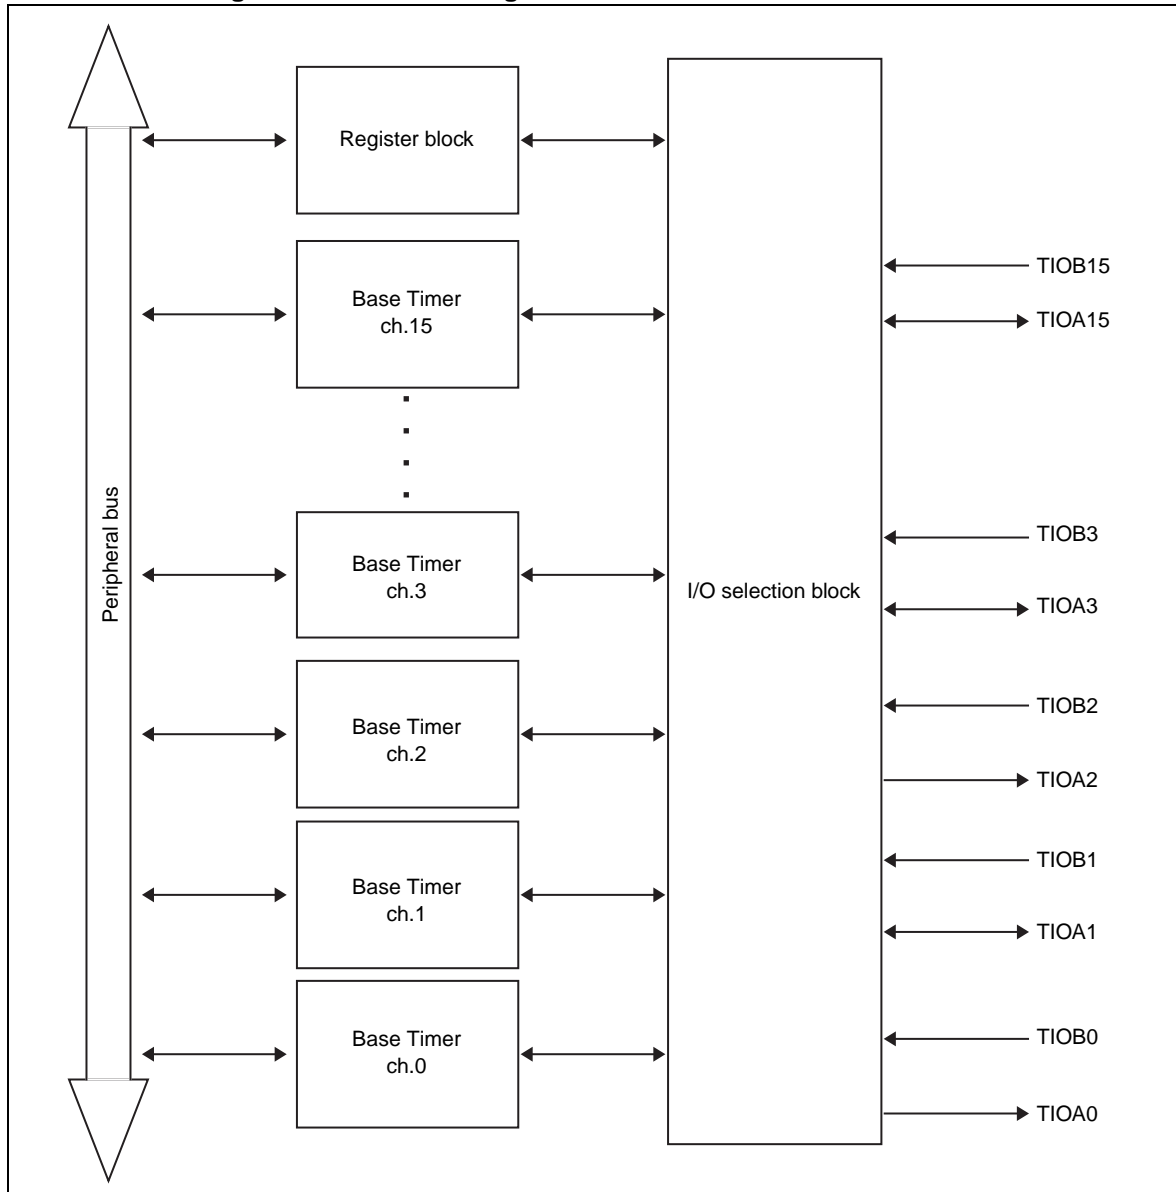 Register block
TIOB15
Base Timer
ch.15
TIOA15
Peripheral bus
TIOB3
Base Timer
ch.3
I/O selection block
TIOA3
TIOB2
Base Timer
ch.2
TIOA2
TIOB1
Base Timer
ch.1
TIOA1
TIOB0
Base Timer
ch.0
TIOA0